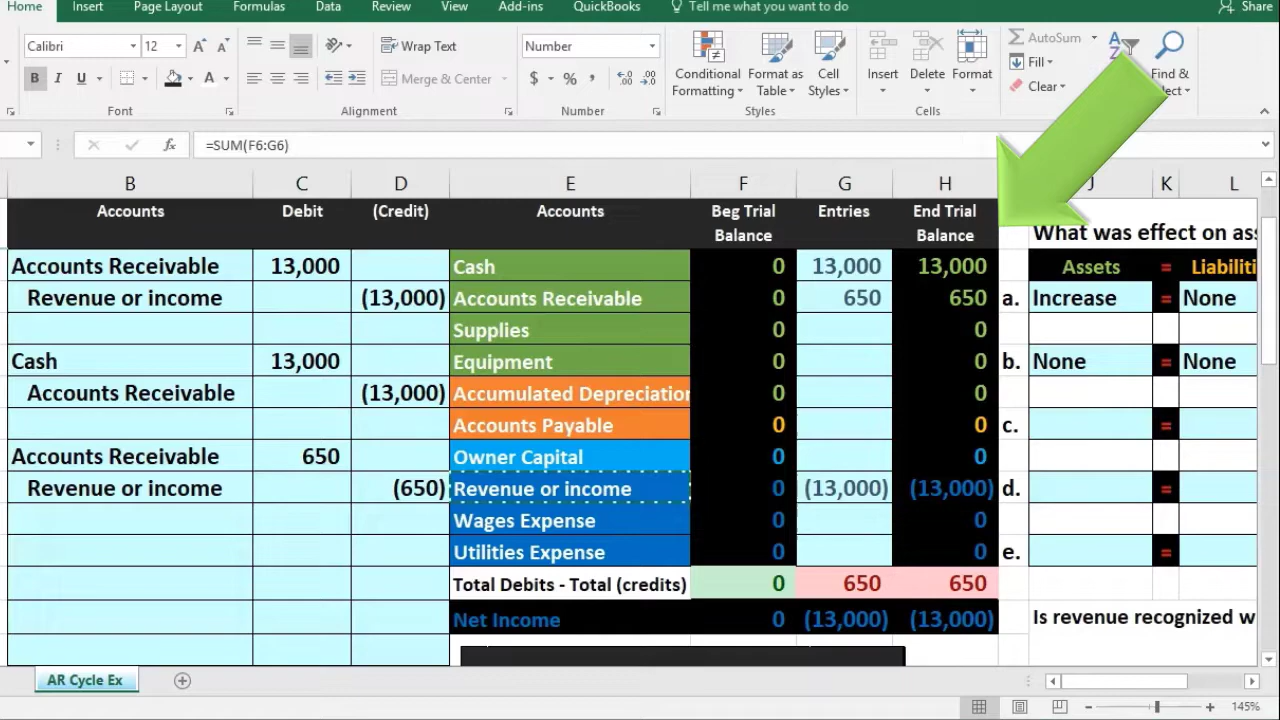 Home Insert Page Layout Formulas Data Review View Add-ins QuickBooks Tell me what you want to do Share
Calibri 12 Wrap Text Number Conditional Formatting Formats Table Cell Styles Insert Delete Format AutoSum Fill Clear Find &
B I U Merge & Center $ %
Font Alignment Number Styles Cells
fx =SUM(F6:G6)
B C D E F G H J K L
Accounts Debit (Credit) Accounts Beg Trial Balance Entries End Trial Balance
What was effect on ass
Accounts Receivable 13,000 Cash 0 13,000 13,000 Assets = Liabiliti
Revenue or income (13,000) Accounts Receivable 0 650 650 a. Increase = None
Supplies 0 0
Cash 13,000 Equipment 0 0 b. None = None
Accounts Receivable (13,000) Accumulated Depreciation 0 0
Accounts Payable 0 0 c. =
Accounts Receivable 650 Owner Capital 0 0
Revenue or income (650) Revenue or income 0 (13,000) (13,000) d. =
Wages Expense 0 0
Utilities Expense 0 0 e. =
Total Debits - Total (credits) 0 650 650
Net Income 0 (13,000) (13,000) Is revenue recognized w
AR Cycle Ex
145%